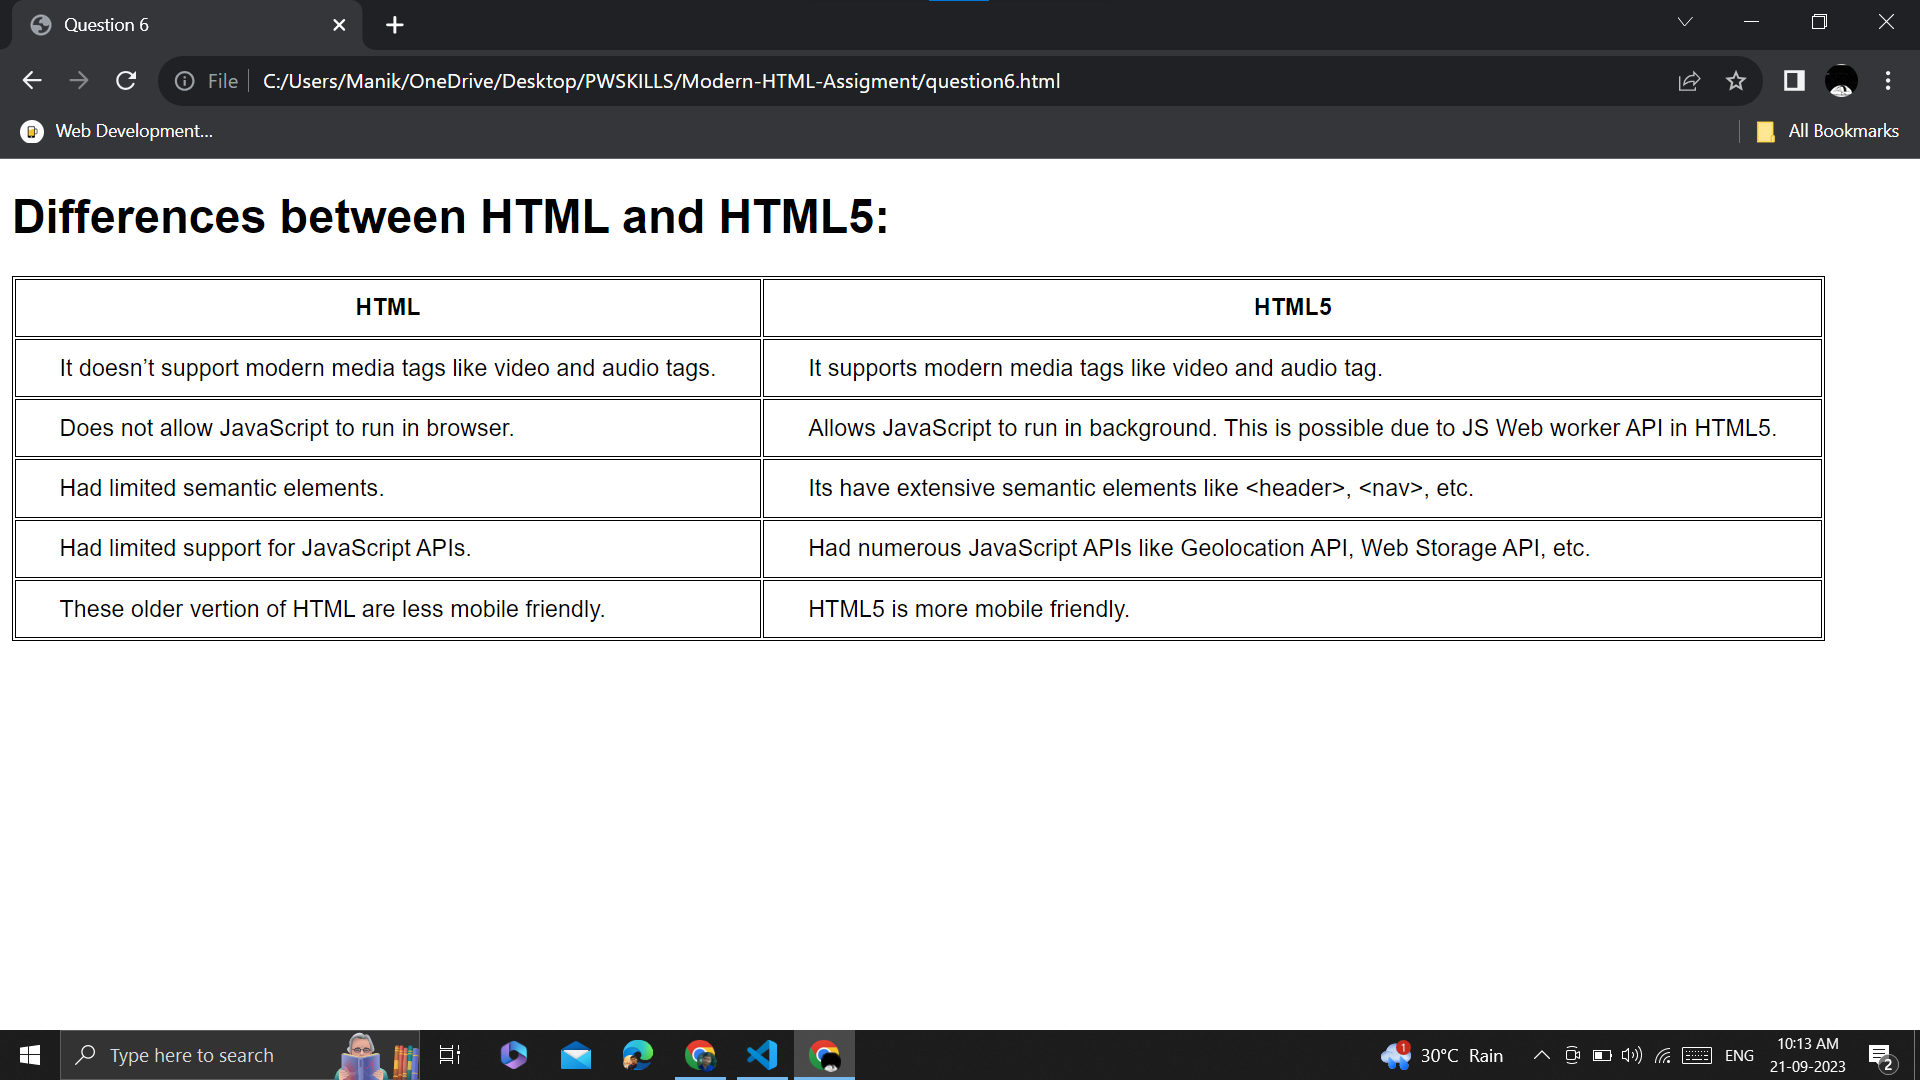 Question 6
File
C:/Users/Manik/OneDrive/Desktop/PWSKILLS/Modern-HTML-Assigment/question6.html
Web Development...
All Bookmarks
Differences between HTML and HTML5:
HTML
HTML5
It doesn’t support modern media tags like video and audio tags.
It supports modern media tags like video and audio tag.
Does not allow JavaScript to run in browser.
Allows JavaScript to run in background. This is possible due to JS Web worker API in HTML5.
Had limited semantic elements.
Its have extensive semantic elements like <header>, <nav>, etc.
Had limited support for JavaScript APIs.
Had numerous JavaScript APIs like Geolocation API, Web Storage API, etc.
These older vertion of HTML are less mobile friendly.
HTML5 is more mobile friendly.
Type here to search
1
30°C Rain
ENG
10:13 AM
21-09-2023
2